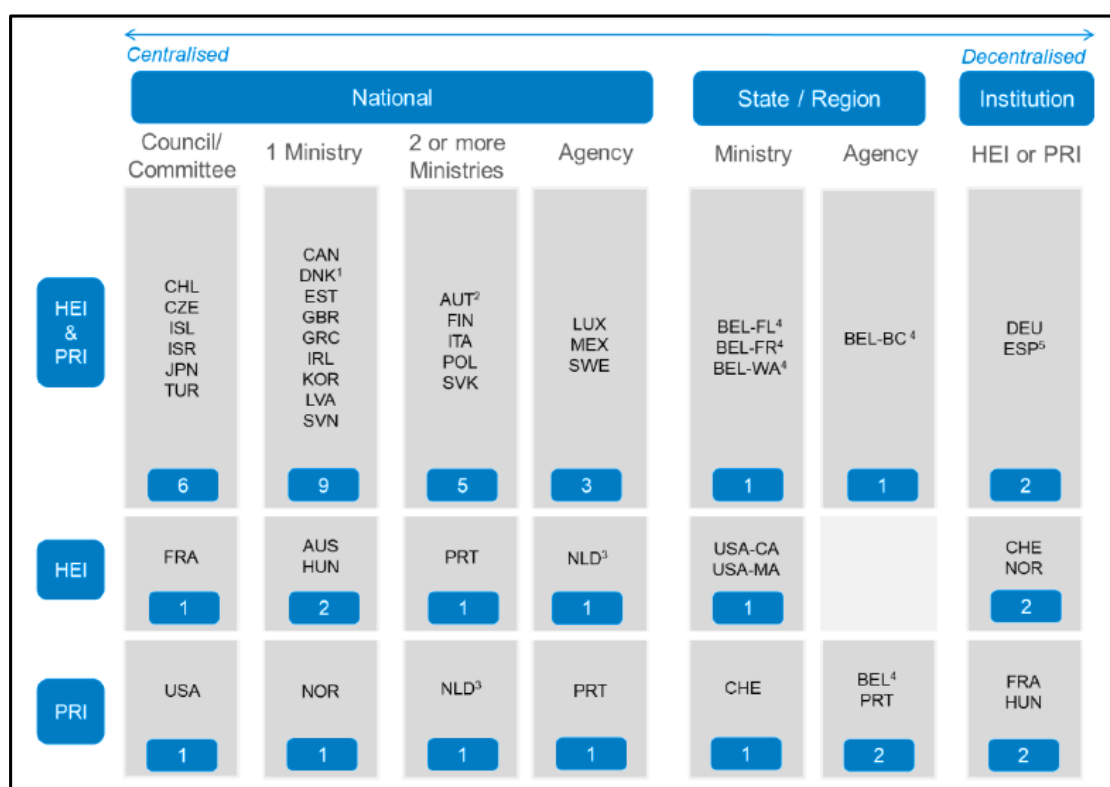 Centralised
Decentralised
National
State / Region
Institution
Council/
Committee
1 Ministry
2 or more
Ministries
Agency
Ministry
Agency
HEI or PRI
HEI
&
PRI
CHL
CZE
ISL
ISR
JPN
TUR
6
CAN
DNK¹
EST
GBR
GRC
IRL
KOR
LVA
SVN
9
AUT²
FIN
ITA
POL
SVK
5
LUX
MEX
SWE
3
BEL-FL⁴
BEL-FR⁴
BEL-WA⁴
1
BEL-BC ⁴
1
DEU
ESP⁵
2
HEI
FRA
1
AUS
HUN
2
PRT
1
NLD³
1
USA-CA
USA-MA
1
CHE
NOR
2
PRI
USA
1
NOR
1
NLD³
1
PRT
1
CHE
1
BEL⁴
PRT
2
FRA
HUN
2